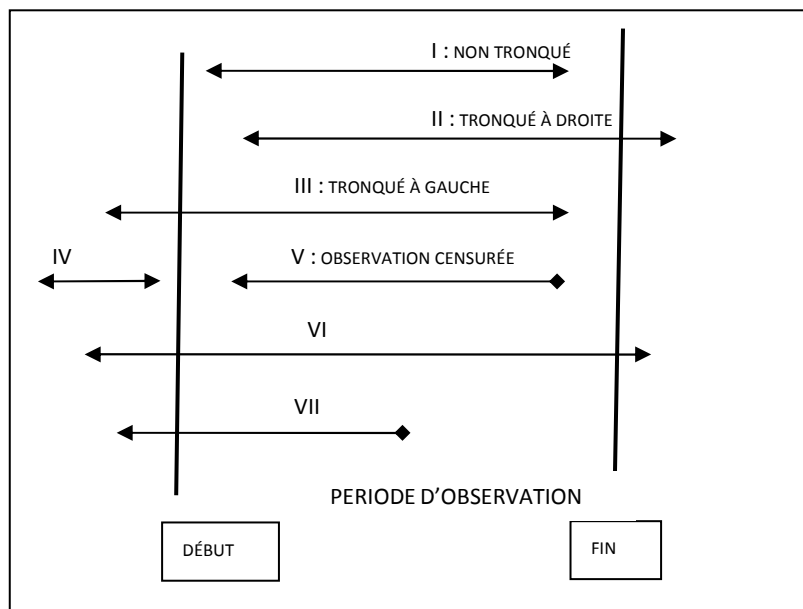 I : NON TRONQUÉ
II : TRONQUÉ À DROITE
III : TRONQUÉ À GAUCHE
IV
V : OBSERVATION CENSURÉE
VI
VII
PERIODE D’OBSERVATION
DÉBUT
FIN